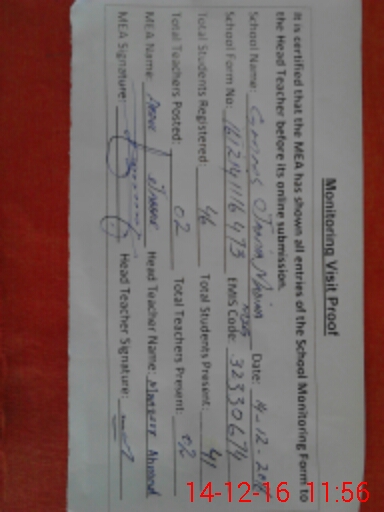 Monitoring Visit Proof
It is certified that the MEA has shown all entries of the School Monitoring Form to
the Head Teacher before its online submission.
School Name: Date: 14-12-2016
School Form No: EMIS Code: 32330674
Total Students Registered: 46 Total Students Present: 41
Total Teachers Posted: 02 Total Teachers Present: 02
MEA Name: Head Teacher Name: Ahmad
MEA Signature: Head Teacher Signature:
14-12-16 11:56